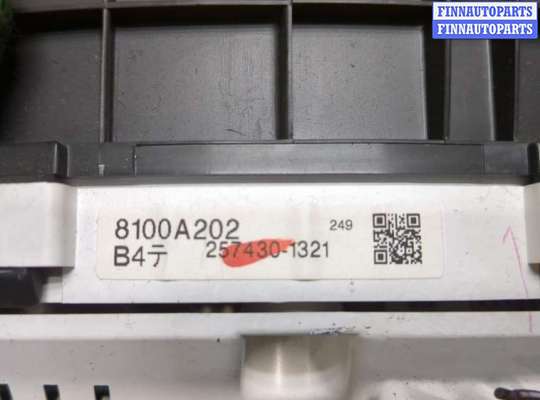 FINNAUTOPARTS
FINNAUTOPARTS
8100A202
249
B4テ
257430-1321